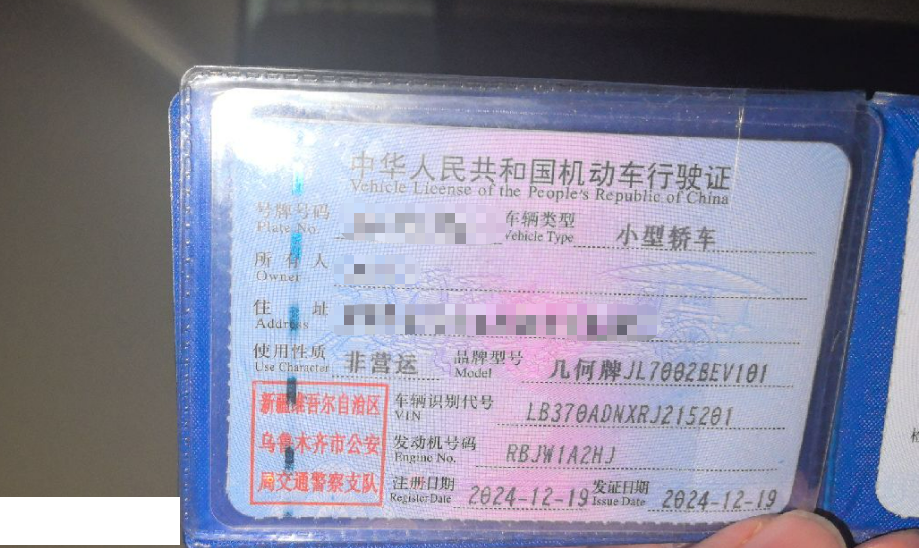 中华人民共和国机动车行驶证
Vehicle License of the People's Republic of China
号牌号码 车辆类型 小型轿车
Plate No. Vehicle Type
所有人
Owner
住址
Address
使用性质 非营运 品牌型号 几何牌JL7002BEV101
Use Character Model
新疆维吾尔自治区
乌鲁木齐市公安
局交通警察支队
车辆识别代号 LB370ADNXRJ215201
VIN
发动机号码 RBJW1A2HJ
Engine No.
注册日期 2024-12-19 发证日期 2024-12-19
Register Date Issue Date